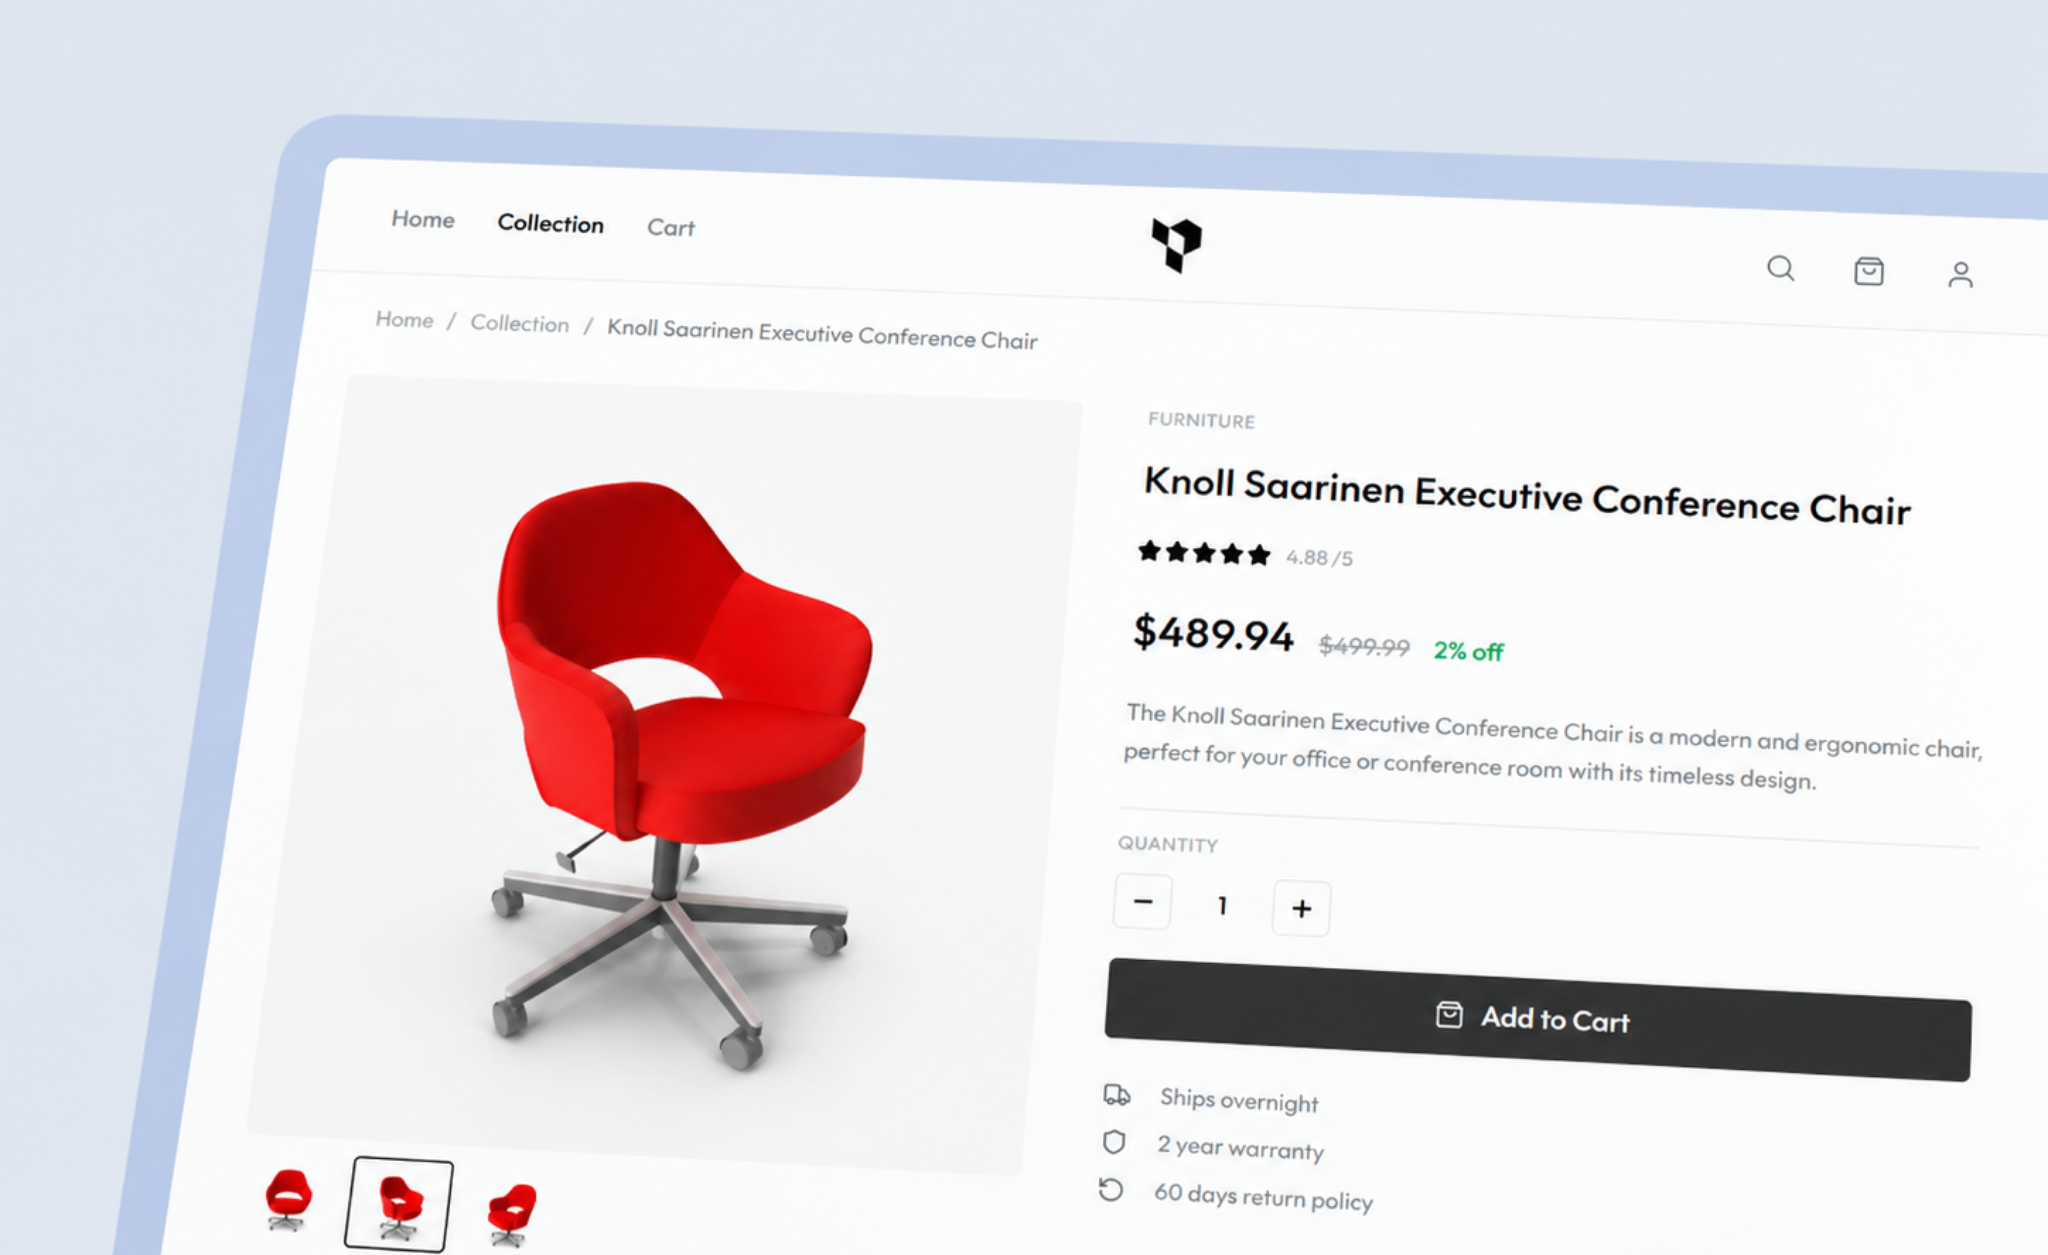 Home Collection Cart
Home / Collection / Knoll Saarinen Executive Conference Chair
FURNITURE
Knoll Saarinen Executive Conference Chair
4.88/5
$489.94 $499.99 2% off
The Knoll Saarinen Executive Conference Chair is a modern and ergonomic chair,
perfect for your office or conference room with its timeless design.
QUANTITY
− 1 +
Add to Cart
Ships overnight
2 year warranty
60 days return policy